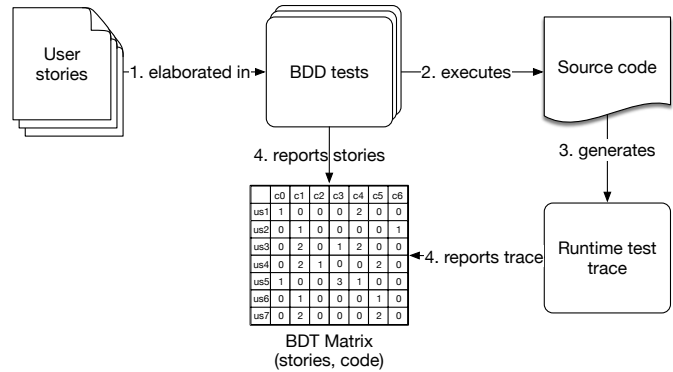 User
stories
1. elaborated in
BDD tests
2. executes
Source code
3. generates
4. reports stories
c0 c1 c2 c3 c4 c5 c6
us1 1 0 0 0 2 0 0
us2 0 1 0 0 0 0 1
us3 0 2 0 1 2 0 0
us4 0 2 1 0 0 2 0
us5 1 0 0 3 1 0 0
us6 0 1 0 0 0 1 0
us7 0 2 0 0 0 2 0
4. reports trace
Runtime test
trace
BDT Matrix
(stories, code)